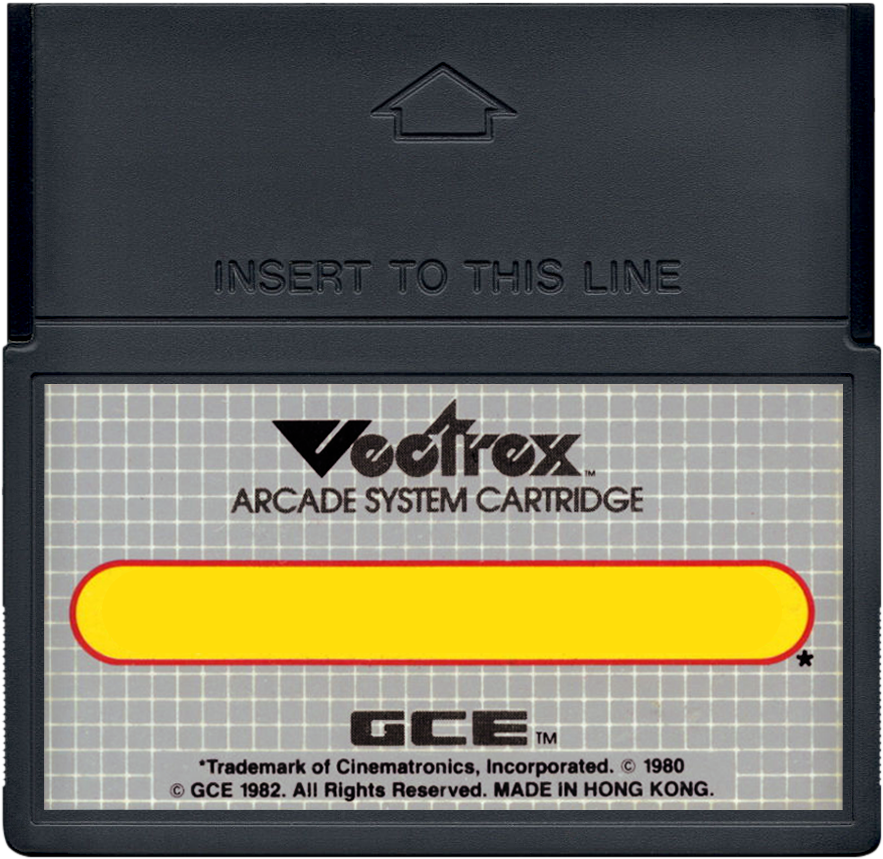 INSERT TO THIS LINE
Vectrex™
ARCADE SYSTEM CARTRIDGE
*
GCE™
*Trademark of Cinematronics, Incorporated. © 1980
© GCE 1982. All Rights Reserved. MADE IN HONG KONG.